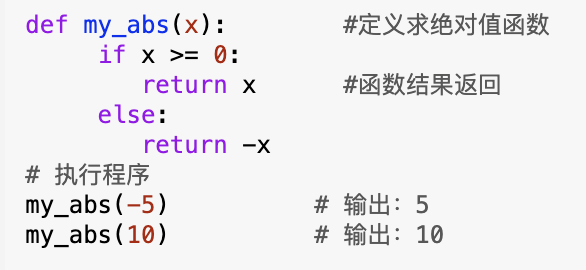 def my_abs(x):        #定义求绝对值函数
     if x >= 0:
        return x      #函数结果返回
     else:
        return -x
# 执行程序
my_abs(-5)          # 输出：5
my_abs(10)          # 输出：10